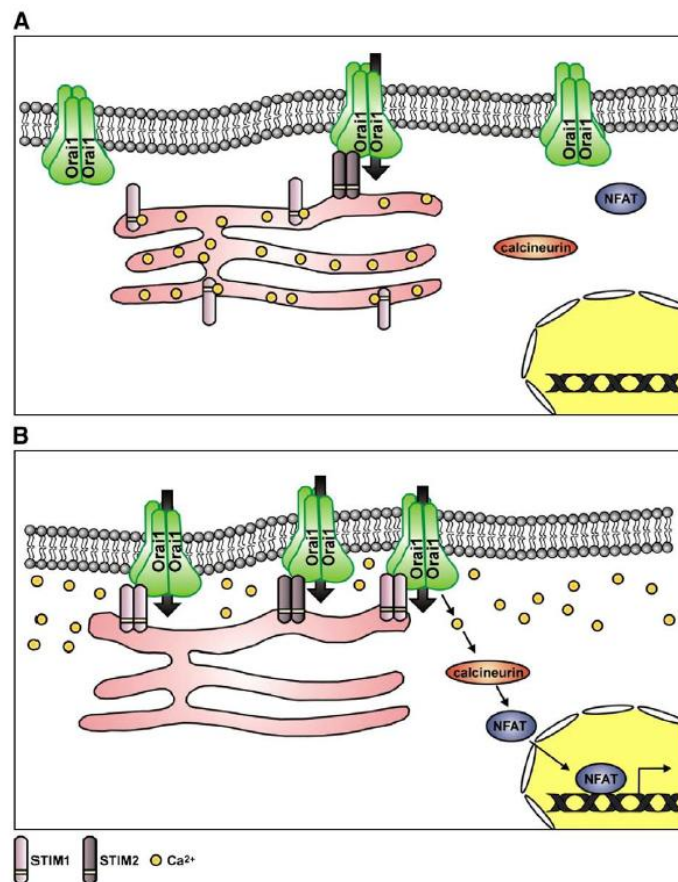 A
Orai1
Orai1
Orai1
Orai1
Orai1
Orai1
NFAT
calcineurin
B
Orai1
Orai1
Orai1
Orai1
Orai1
Orai1
calcineurin
NFAT
NFAT
STIM1 STIM2 Ca²⁺